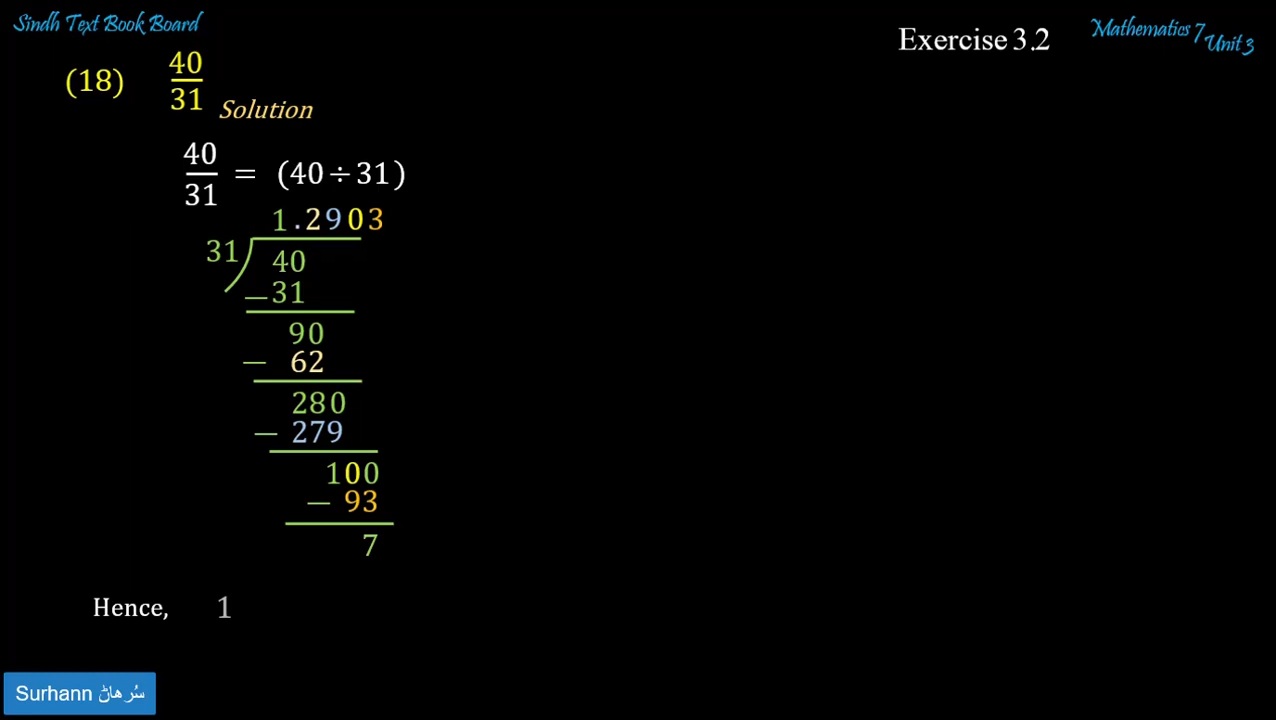 Sindh Text Book Board
Exercise 3.2
Mathematics 7
Unit 3
(18) 40/31
Solution
40/31 = (40 ÷ 31)
1.2903
31 40
−31
90
− 62
280
− 279
100
− 93
7
Hence, 1
Surhann سُرهاڻ